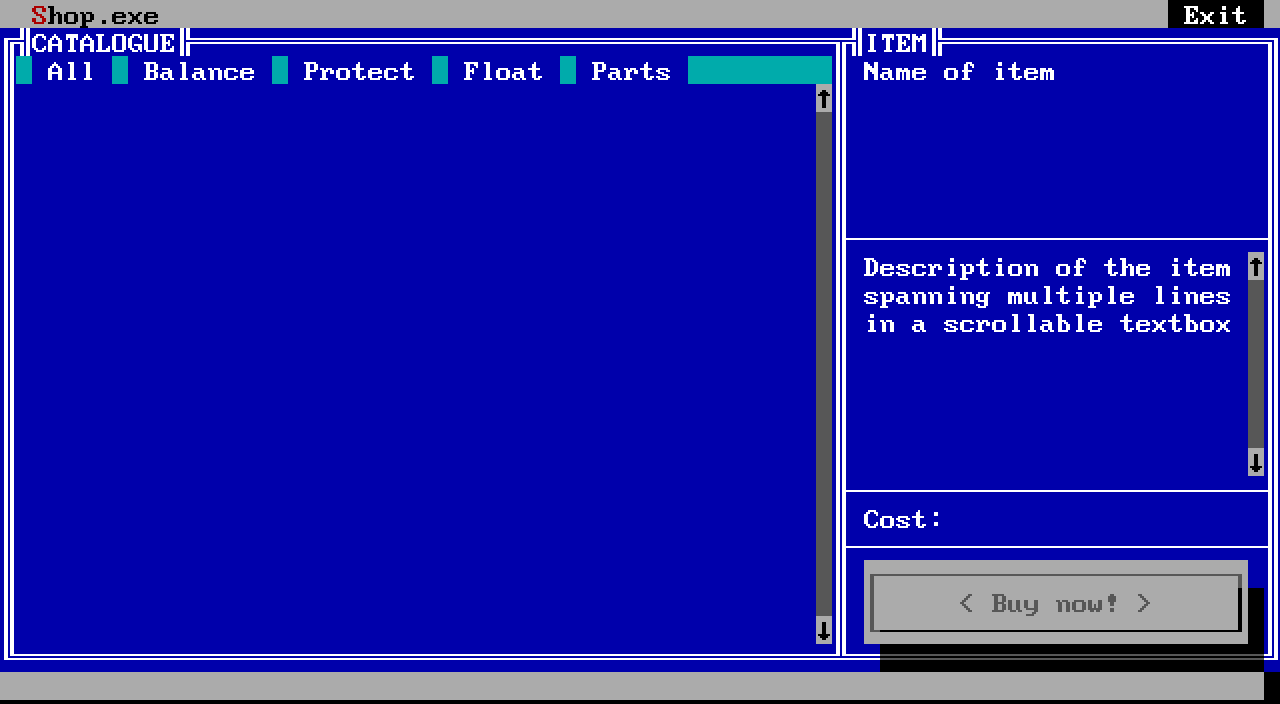 Shop.exe Exit
CATALOGUE
All Balance Protect Float Parts
ITEM
Name of item
Description of the item
spanning multiple lines
in a scrollable textbox
Cost:
< Buy now! >